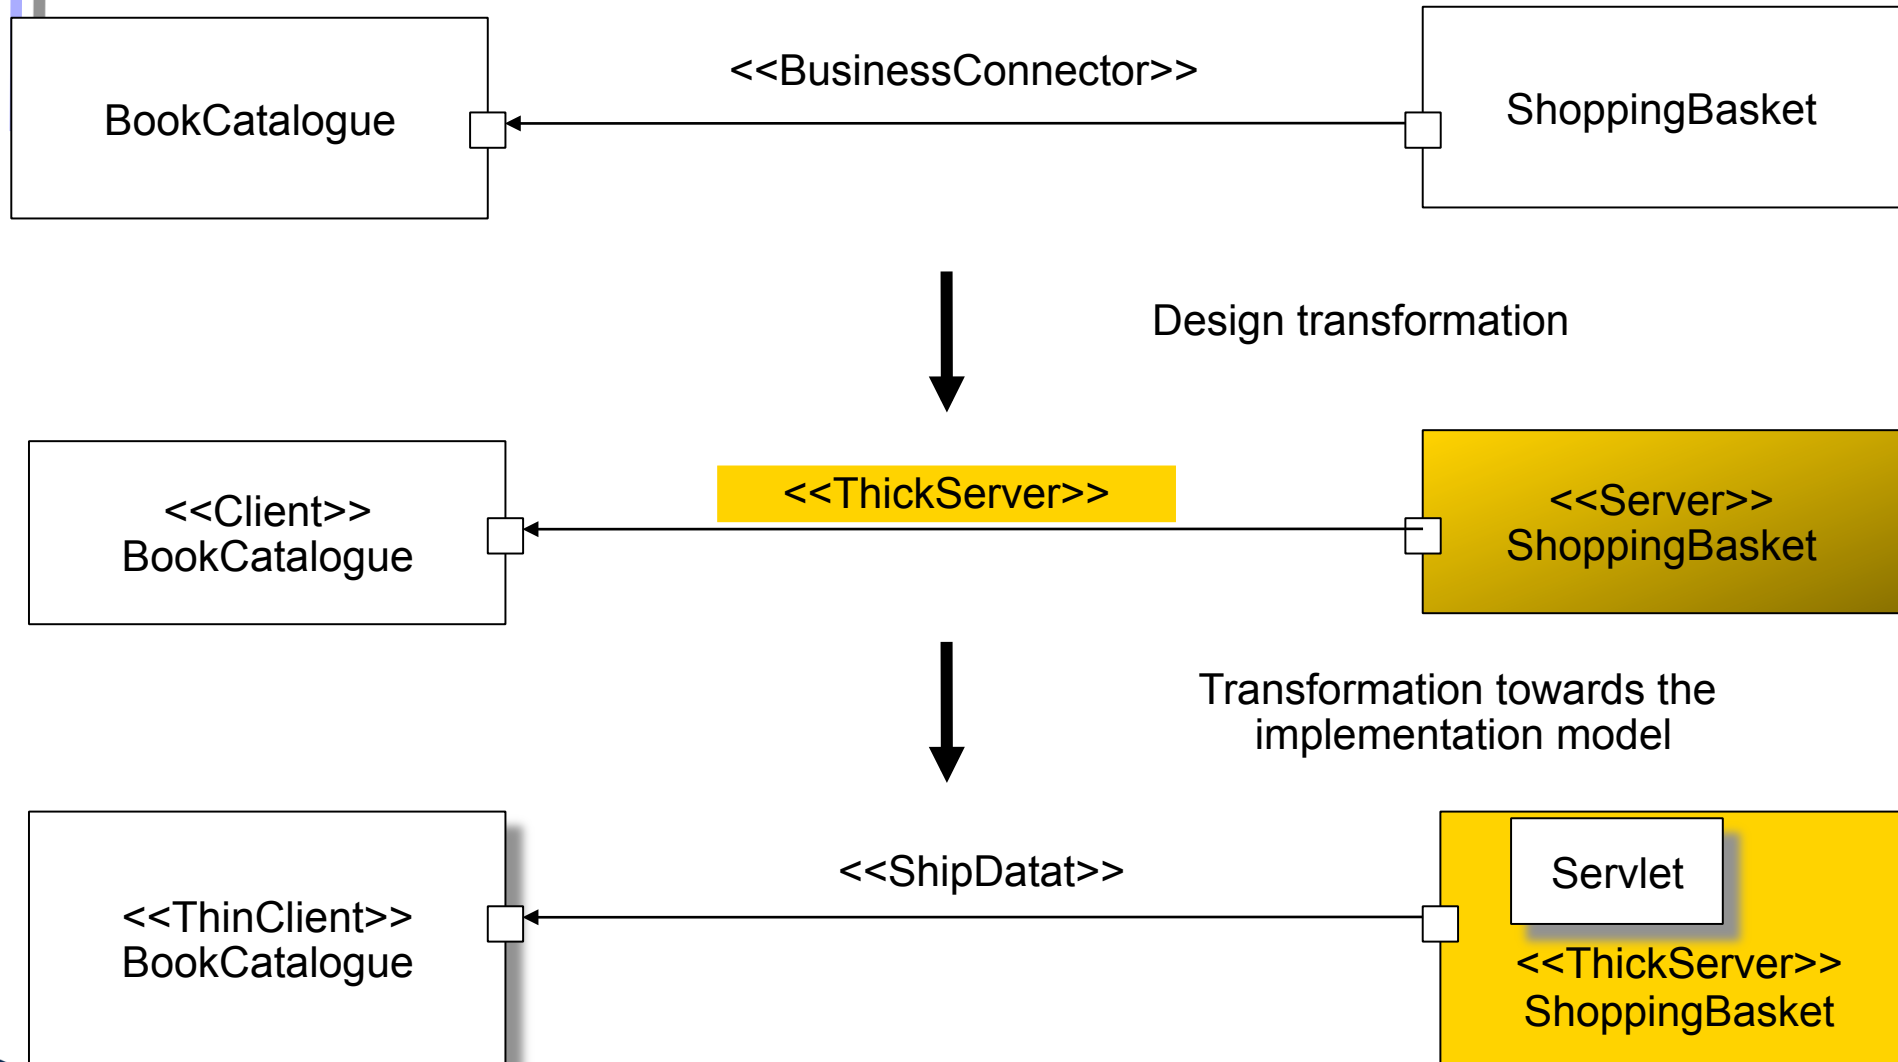 BookCatalogue
<<BusinessConnector>>
ShoppingBasket
Design transformation
<<Client>>
BookCatalogue
<<ThickServer>>
<<Server>>
ShoppingBasket
Transformation towards the
implementation model
<<ThinClient>>
BookCatalogue
<<ShipDatat>>
Servlet
<<ThickServer>>
ShoppingBasket